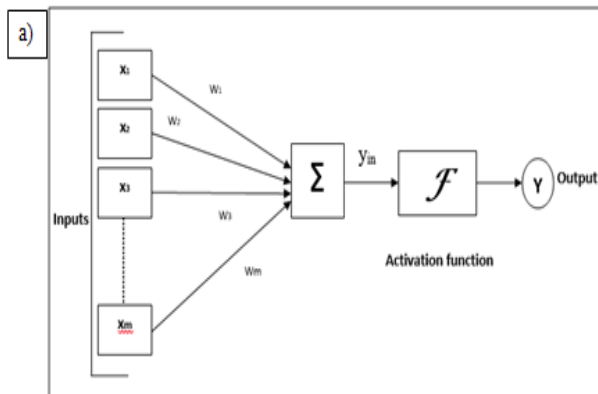 a)
X₁
W₁
X₂
W₂
yᵢₙ
Σ
ℱ
Y
Output
X₃
Inputs
W₃
Activation function
Wm
Xm